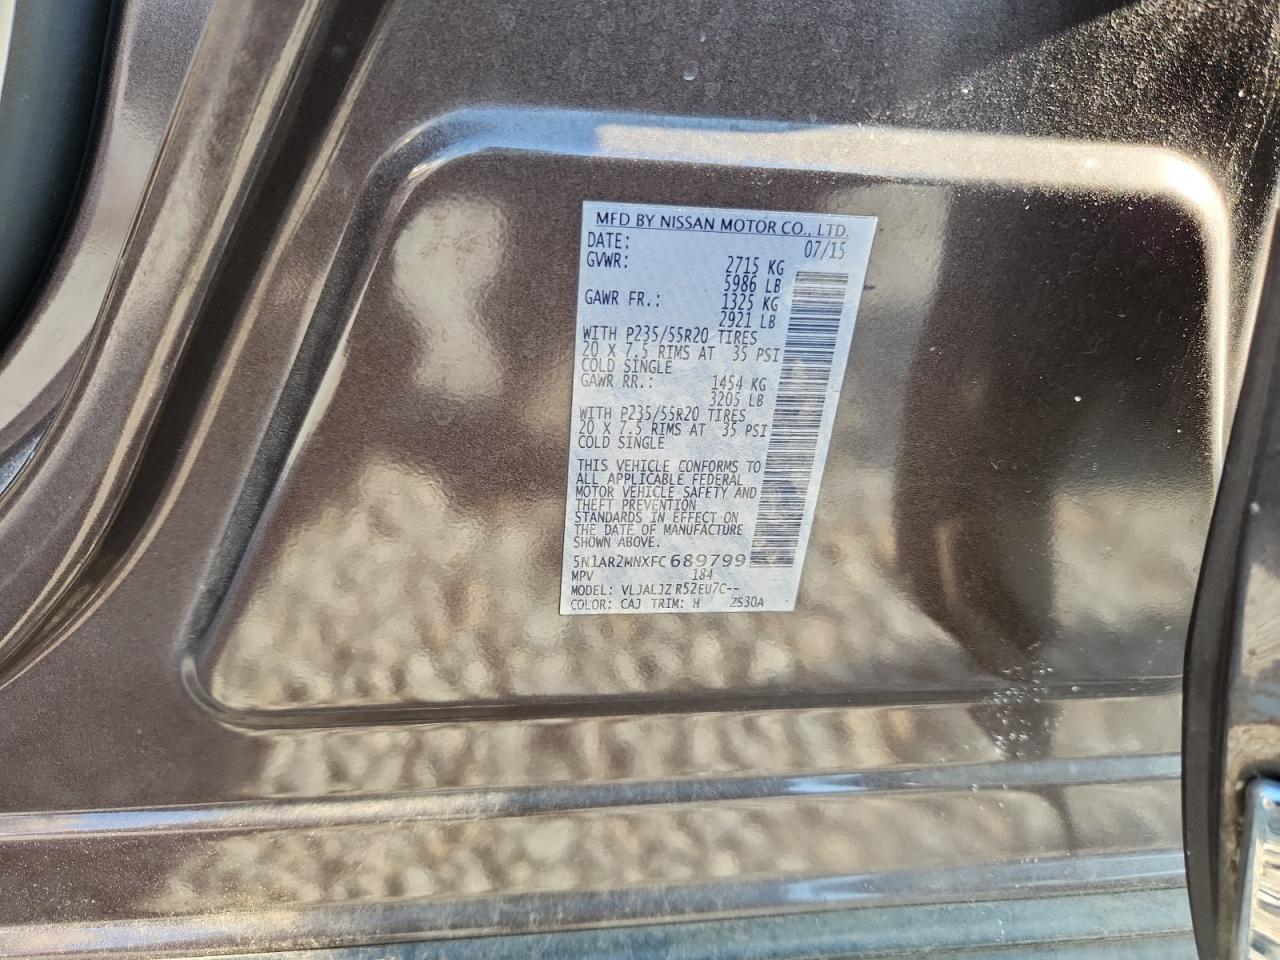 MFD BY NISSAN MOTOR CO., LTD.
DATE: 07/15
GVWR: 2715 KG
5986 LB
GAWR FR.: 1325 KG
2921 LB
WITH P235/55R20 TIRES
20 X 7.5 RIMS AT 35 PSI
COLD SINGLE
GAWR RR.: 1454 KG
3205 LB
WITH P235/55R20 TIRES
20 X 7.5 RIMS AT 35 PSI
COLD SINGLE
THIS VEHICLE CONFORMS TO
ALL APPLICABLE FEDERAL
MOTOR VEHICLE SAFETY AND
THEFT PREVENTION
STANDARDS IN EFFECT ON
THE DATE OF MANUFACTURE
SHOWN ABOVE.
5N1AR2MNXFC689799
MPV 184
MODEL: VLJALJZ R52EU7C--
COLOR: CAJ TRIM: H ZS30A